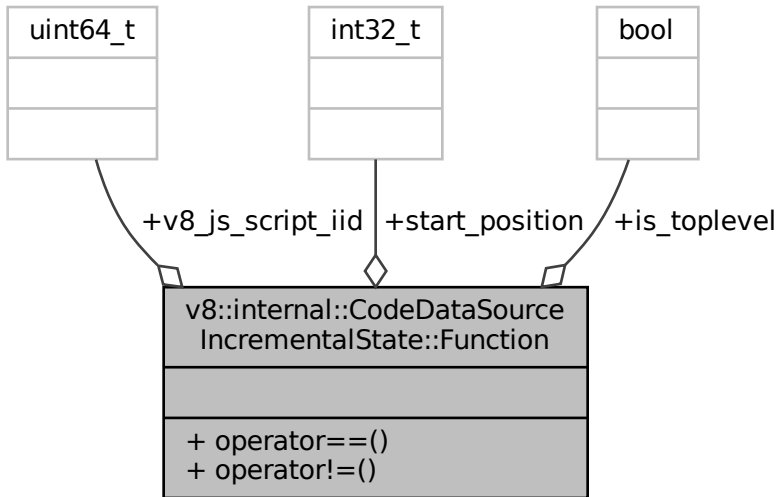 uint64_t
int32_t
bool
+v8_js_script_iid
+start_position
+is_toplevel
v8::internal::CodeDataSource
IncrementalState::Function
+ operator==()
+ operator!=()